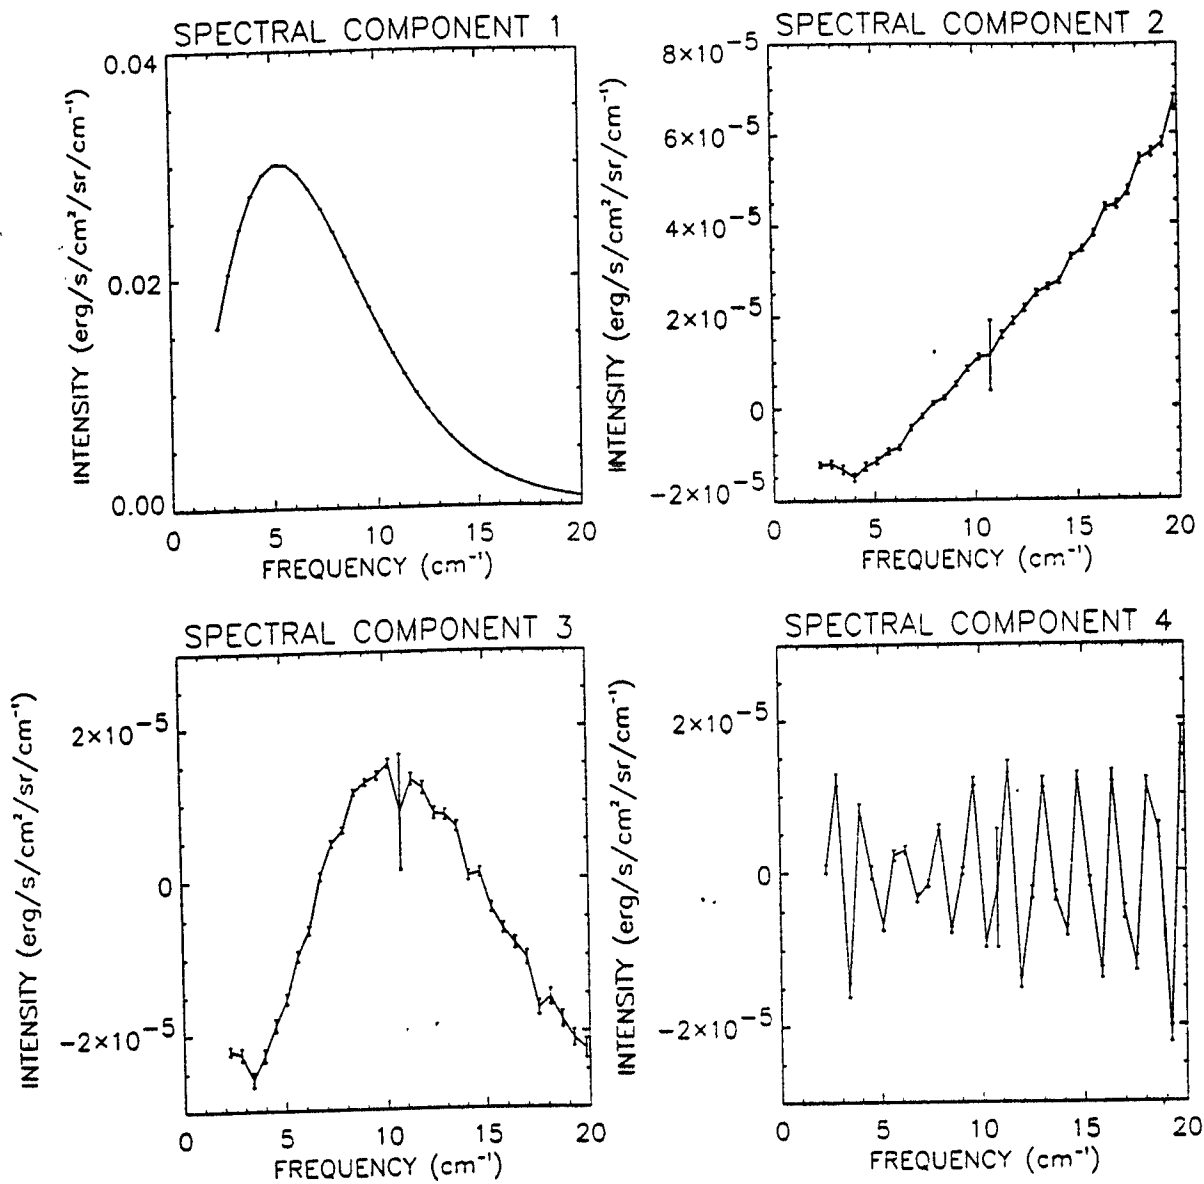 SPECTRAL COMPONENT 1
0.04
0.02
0.00
INTENSITY (erg/s/cm²/sr/cm⁻¹)
0 5 10 15 20
FREQUENCY (cm⁻¹)
SPECTRAL COMPONENT 2
8×10⁻⁵
6×10⁻⁵
4×10⁻⁵
2×10⁻⁵
0
−2×10⁻⁵
INTENSITY (erg/s/cm²/sr/cm⁻¹)
0 5 10 15 20
FREQUENCY (cm⁻¹)
SPECTRAL COMPONENT 3
2×10⁻⁵
0
−2×10⁻⁵
INTENSITY (erg/s/cm²/sr/cm⁻¹)
0 5 10 15 20
FREQUENCY (cm⁻¹)
SPECTRAL COMPONENT 4
2×10⁻⁵
0
−2×10⁻⁵
INTENSITY (erg/s/cm²/sr/cm⁻¹)
0 5 10 15 20
FREQUENCY (cm⁻¹)